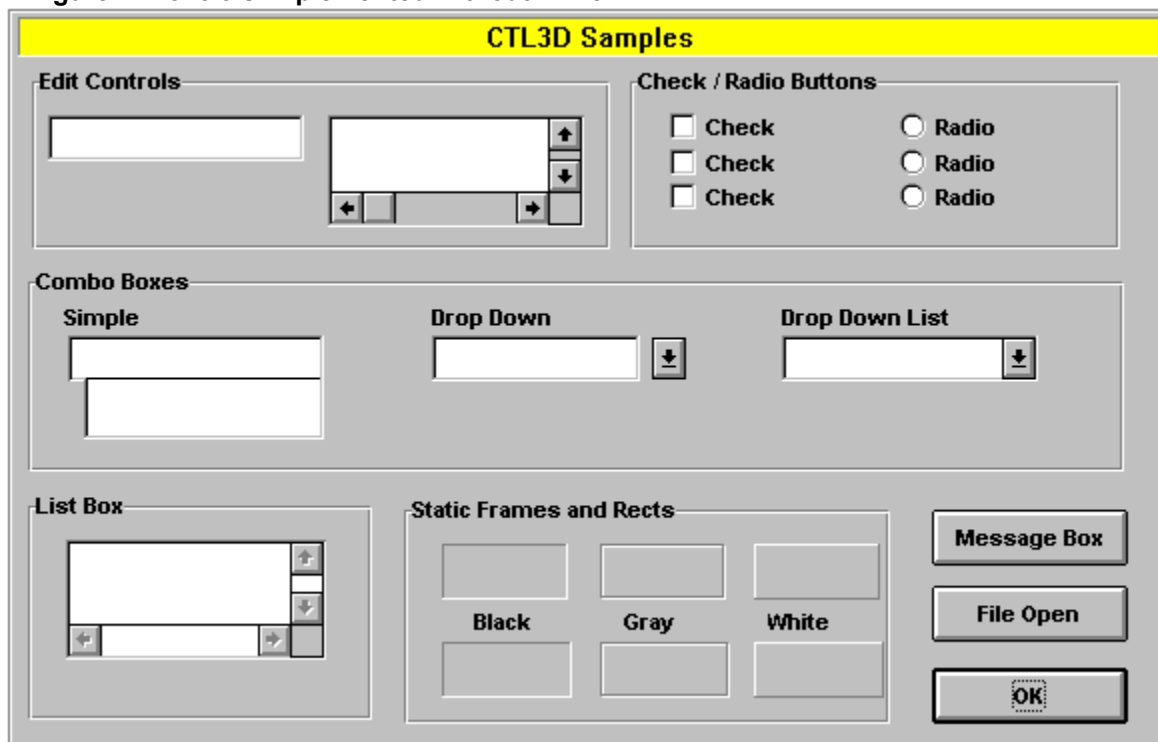 CTL3D Samples
Edit Controls
Check / Radio Buttons
Check
Radio
Check
Radio
Check
Radio
Combo Boxes
Simple
Drop Down
Drop Down List
List Box
Static Frames and Rects
Black
Gray
White
Message Box
File Open
OK